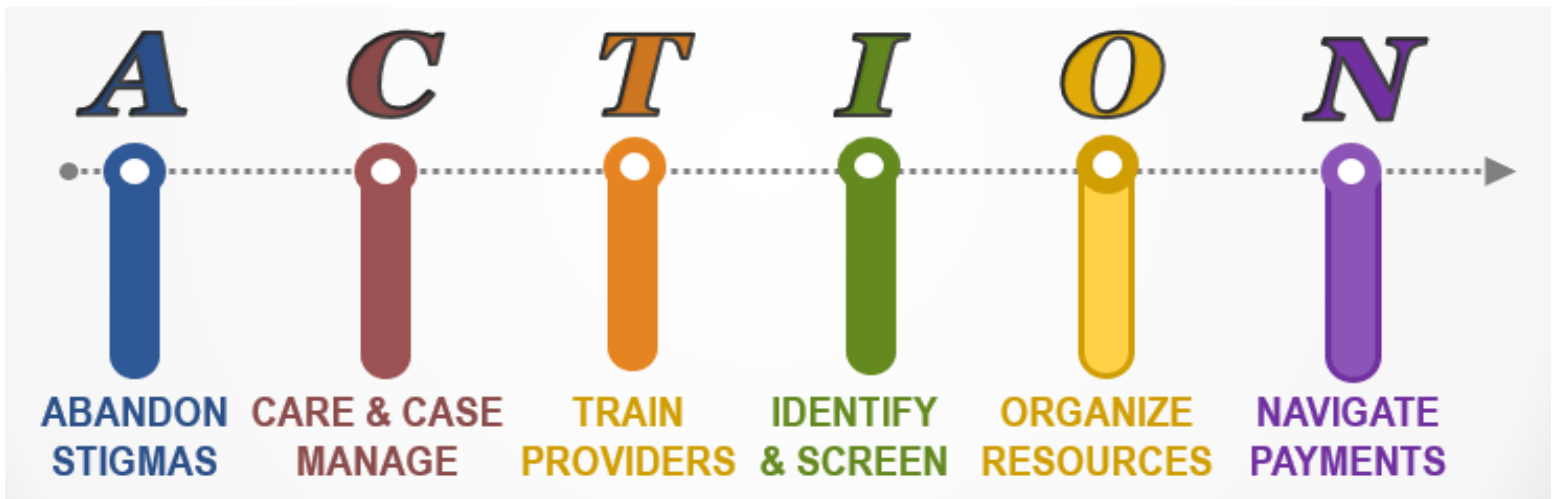 A C T I O N
ABANDON STIGMAS
CARE & CASE MANAGE
TRAIN PROVIDERS
IDENTIFY & SCREEN
ORGANIZE RESOURCES
NAVIGATE PAYMENTS